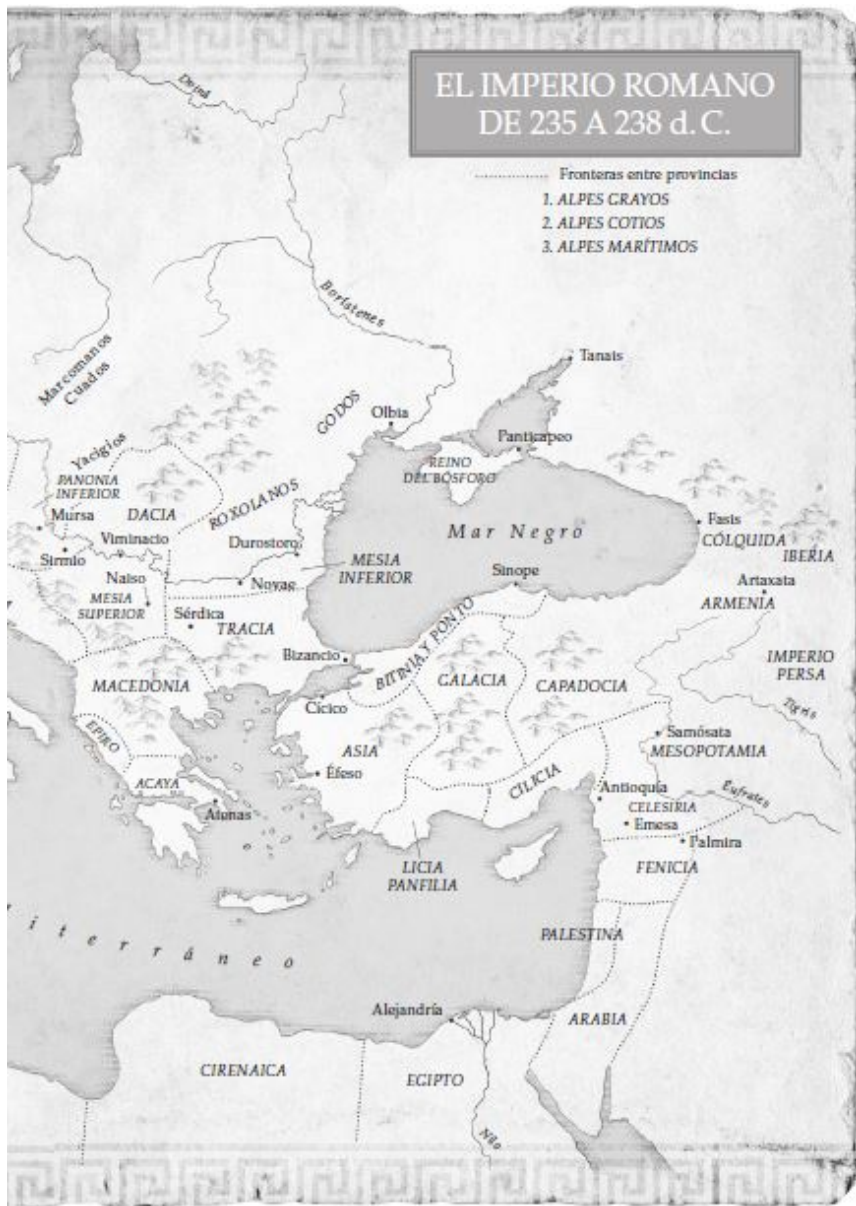 EL IMPERIO ROMANO
DE 235 A 238 d. C.
Fronteras entre provincias
1. ALPES GRAYOS
2. ALPES COTIOS
3. ALPES MARÍTIMOS
Borístenes
Marcomanos
Cuados
Tanais
GODOS
Olbia
Panticapeo
REINO
DEL BÓSFORO
Yacigios
PANONIA
INFERIOR
Mursa
DACIA
ROXOLANOS
Mar Negro
Fasis
CÓLQUIDA
IBERIA
Viminacio
Sirmio
Durostoro
MESIA
INFERIOR
Naiso
Novae
Sinope
Artaxata
ARMENIA
MESIA
SUPERIOR
Sérdica
TRACIA
IMPERIO
PERSA
Bizancio
BITINIA Y PONTO
MACEDONIA
GALACIA
CAPADOCIA
Tigris
Cícico
EPIRO
ASIA
Samósata
MESOPOTAMIA
Éfeso
ACAYA
CILICIA
Antioquía
Éufrates
Atenas
CELESIRIA
Emesa
Palmira
LICIA
PANFILIA
FENICIA
iterráneo
PALESTINA
Alejandría
ARABIA
CIRENAICA
EGIPTO
Nilo